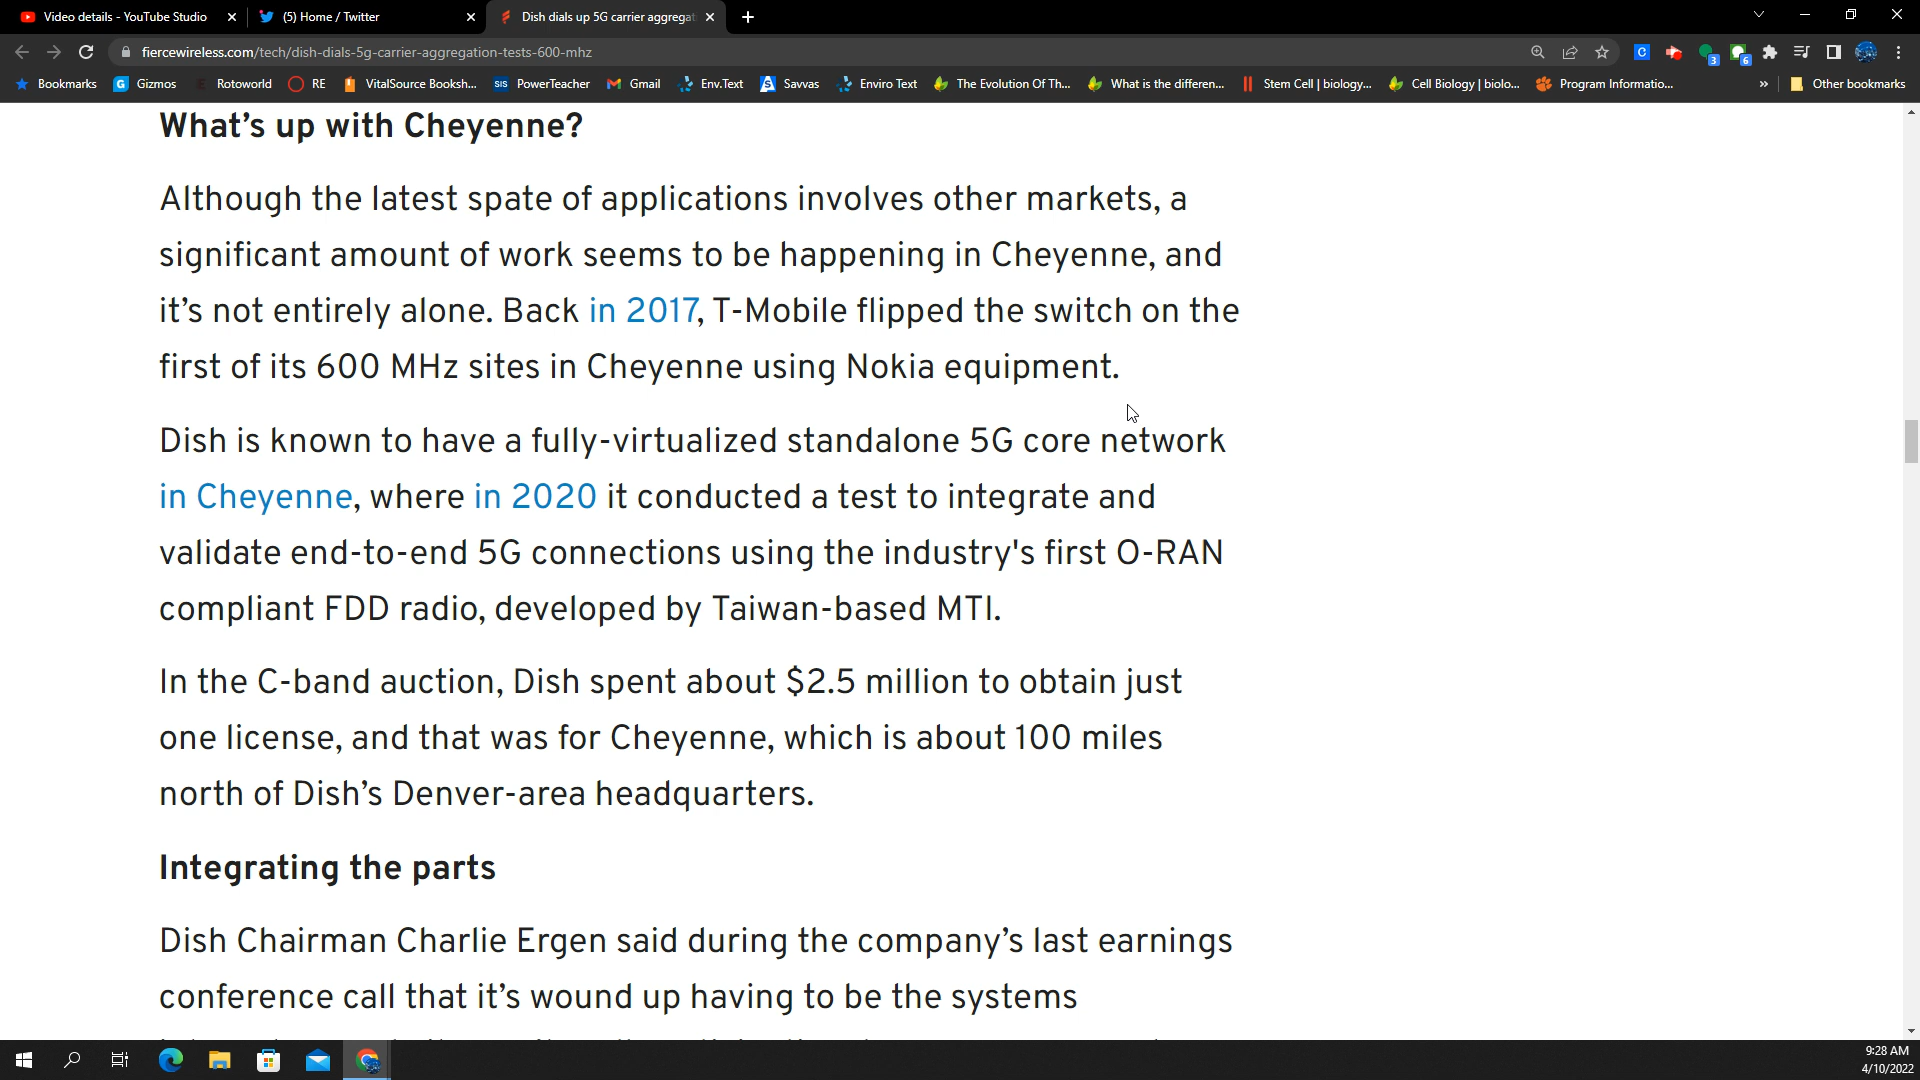 Video details - YouTube Studio
(5) Home / Twitter
Dish dials up 5G carrier aggregat
fiercewireless.com/tech/dish-dials-5g-carrier-aggregation-tests-600-mhz
C
3
6
Bookmarks
G Gizmos
Rotoworld
RE
VitalSource Booksh...
SIS PowerTeacher
Gmail
Env.Text
Savvas
Enviro Text
The Evolution Of Th...
What is the differen...
Stem Cell | biology...
Cell Biology | biolo...
Program Informatio...
»
Other bookmarks
What’s up with Cheyenne?
Although the latest spate of applications involves other markets, a
significant amount of work seems to be happening in Cheyenne, and
it’s not entirely alone. Back in 2017, T-Mobile flipped the switch on the
first of its 600 MHz sites in Cheyenne using Nokia equipment.
Dish is known to have a fully-virtualized standalone 5G core network
in Cheyenne, where in 2020 it conducted a test to integrate and
validate end-to-end 5G connections using the industry's first O-RAN
compliant FDD radio, developed by Taiwan-based MTI.
In the C-band auction, Dish spent about $2.5 million to obtain just
one license, and that was for Cheyenne, which is about 100 miles
north of Dish’s Denver-area headquarters.
Integrating the parts
Dish Chairman Charlie Ergen said during the company’s last earnings
conference call that it’s wound up having to be the systems
9:28 AM
4/10/2022